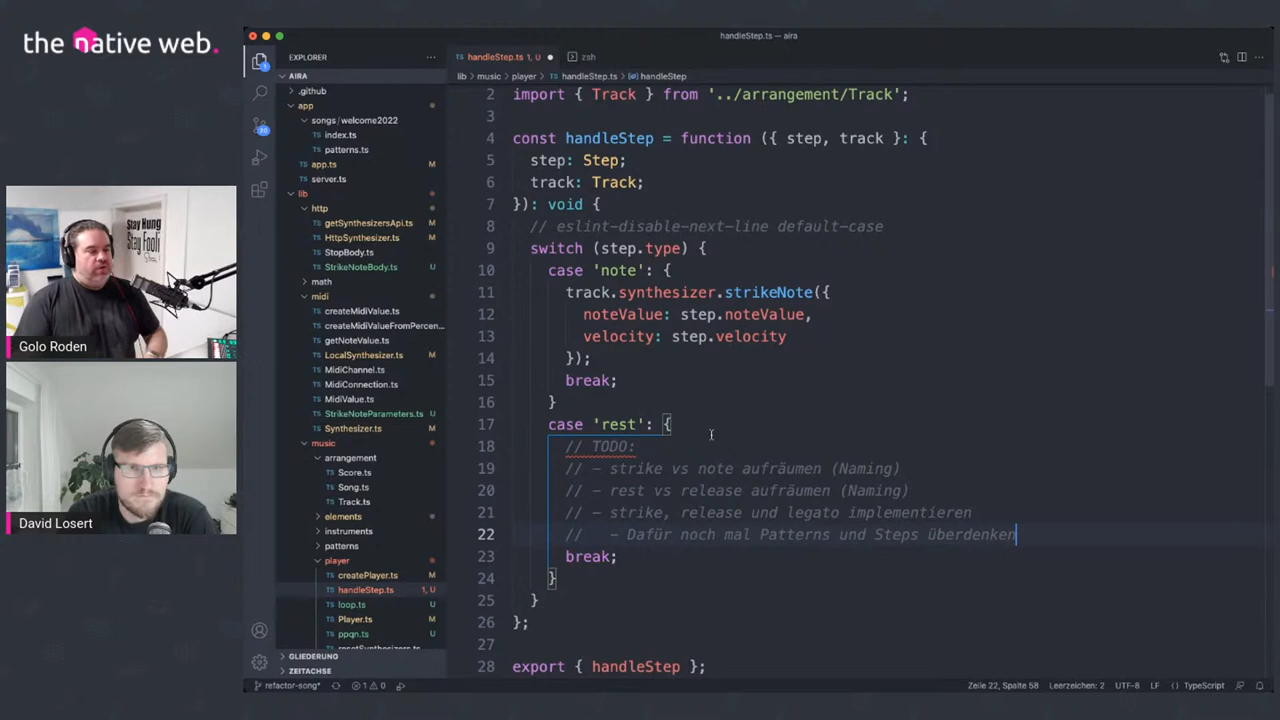 the native web.
handleStep.ts — aira
EXPLORER
handleStep.ts 1, U
zsh
AIRA
lib > music > player > handleStep.ts > handleStep
.github
app
songs/welcome2022
index.ts
patterns.ts
app.ts M
server.ts
lib
http
getSynthesizersApi.ts M
HttpSynthesizer.ts M
StopBody.ts
StrikeNoteBody.ts U
math
midi
createMidiValue.ts
createMidiValueFromPercen...
getNoteValue.ts
LocalSynthesizer.ts M
MidiChannel.ts
MidiConnection.ts
MidiValue.ts
StrikeNoteParameters.ts U
Synthesizer.ts M
music
arrangement
Score.ts
Song.ts
Track.ts
elements
instruments
patterns
player
createPlayer.ts M
handleStep.ts 1, U
loop.ts U
Player.ts M
ppqn.ts U
resetSynthesizers.ts
GLIEDERUNG
ZEITACHSE
2 import { Track } from '../arrangement/Track';
3
4 const handleStep = function ({ step, track }: {
5 step: Step;
6 track: Track;
7 }): void {
8 // eslint-disable-next-line default-case
9 switch (step.type) {
10 case 'note': {
11 track.synthesizer.strikeNote({
12 noteValue: step.noteValue,
13 velocity: step.velocity
14 });
15 break;
16 }
17 case 'rest': {
18 // TODO:
19 // - strike vs note aufräumen (Naming)
20 // - rest vs release aufräumen (Naming)
21 // - strike, release und legato implementieren
22 //   - Dafür noch mal Patterns und Steps überdenken
23 break;
24 }
25 }
26 };
27
28 export { handleStep };
Stay Hung
Stay Fooli
Golo Roden
David Losert
refactor-song* 1 0
Zeile 22, Spalte 58 Leerzeichen: 2 UTF-8 LF {} TypeScript